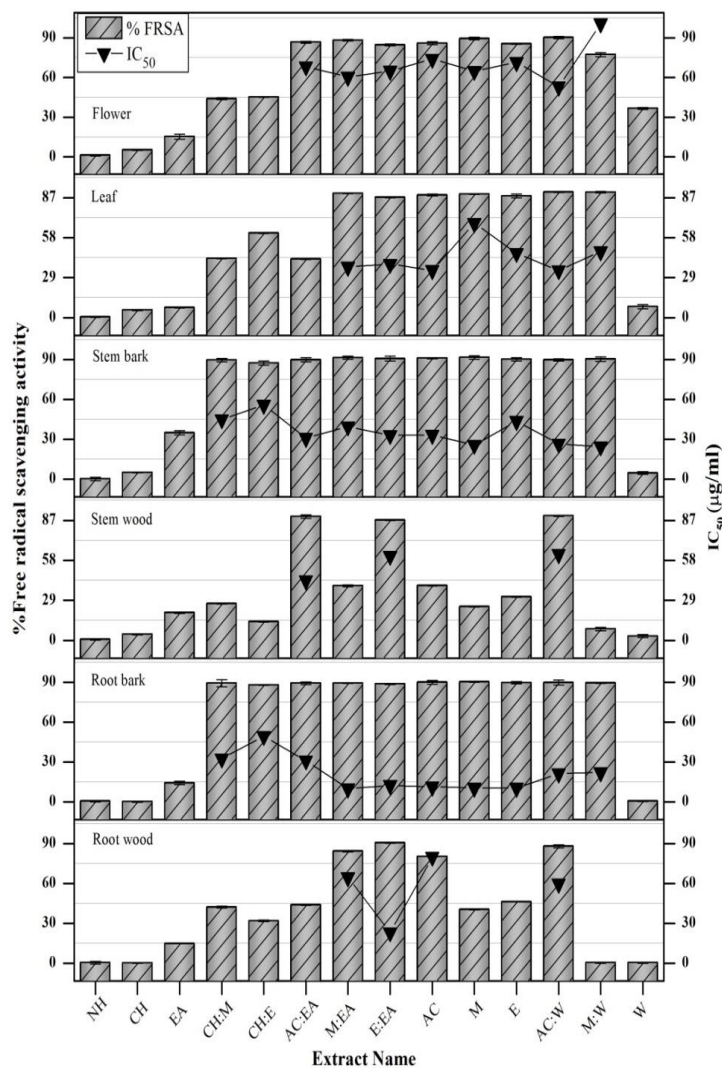 % FRSA
IC50
Flower
90 60 30 0
90 60 30 0
Leaf
87 58 29 0
87 58 29 0
Stem bark
90 60 30 0
90 60 30 0
Stem wood
87 58 29 0
87 58 29 0
Root bark
90 60 30 0
90 60 30 0
Root wood
90 60 30 0
90 60 30 0
%Free radical scavenging activity
IC50 (µg/ml)
NH CH EA CH:M CH:E AC:EA M:EA E:EA AC M E AC:W M:W W
Extract Name